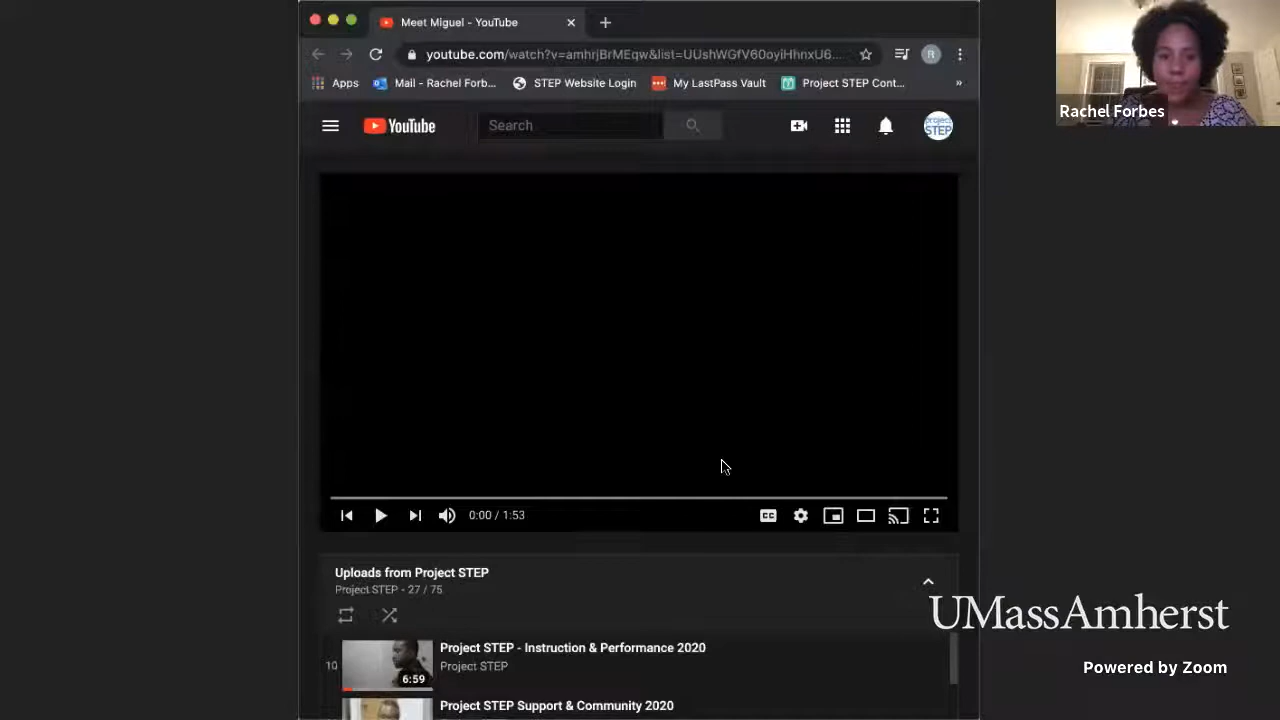 Meet Miguel - YouTube
youtube.com/watch?v=amhrjBrMEqw&list=UUshWGfV60oyiHhnxU6...
R
Apps
Mail - Rachel Forb...
STEP Website Login
My LastPass Vault
Project STEP Cont...
»
YouTube
Search
project STEP
Rachel Forbes
0:00 / 1:53
CC
Uploads from Project STEP
Project STEP - 27 / 75
10
6:59
Project STEP - Instruction & Performance 2020
Project STEP
Project STEP Support & Community 2020
UMassAmherst
Powered by Zoom